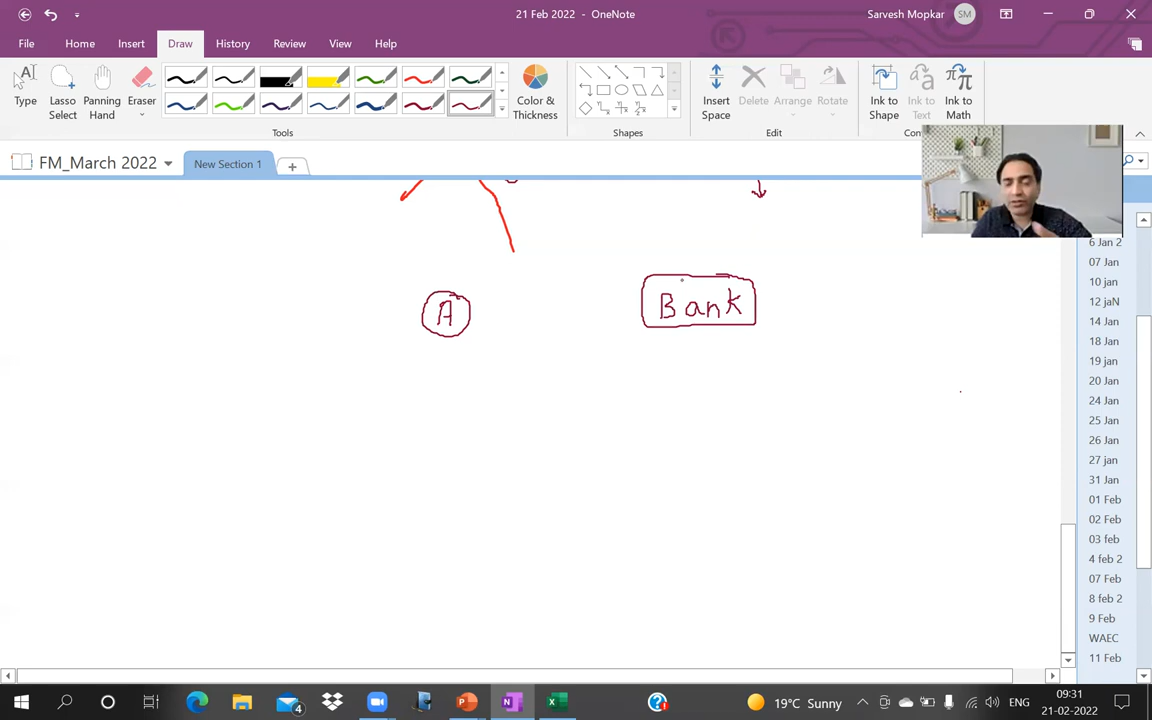 21 Feb 2022 - OneNote
Sarvesh Mopkar
SM
File Home Insert Draw History Review View Help
Type
Lasso Select
Panning Hand
Eraser
Color & Thickness
Insert Space
Delete
Arrange
Rotate
Ink to Shape
Ink to Text
Ink to Math
Tools
Shapes
Edit
FM_March 2022
New Section 1
6 Jan 2
07 Jan
10 jan
12 jaN
14 Jan
18 Jan
19 jan
20 Jan
24 Jan
25 Jan
26 Jan
27 jan
31 Jan
01 Feb
02 Feb
03 feb
4 feb 2
07 Feb
8 feb 2
9 Feb
WAEC
11 Feb
A
Bank
4
19°C Sunny
ENG
09:31
21-02-2022